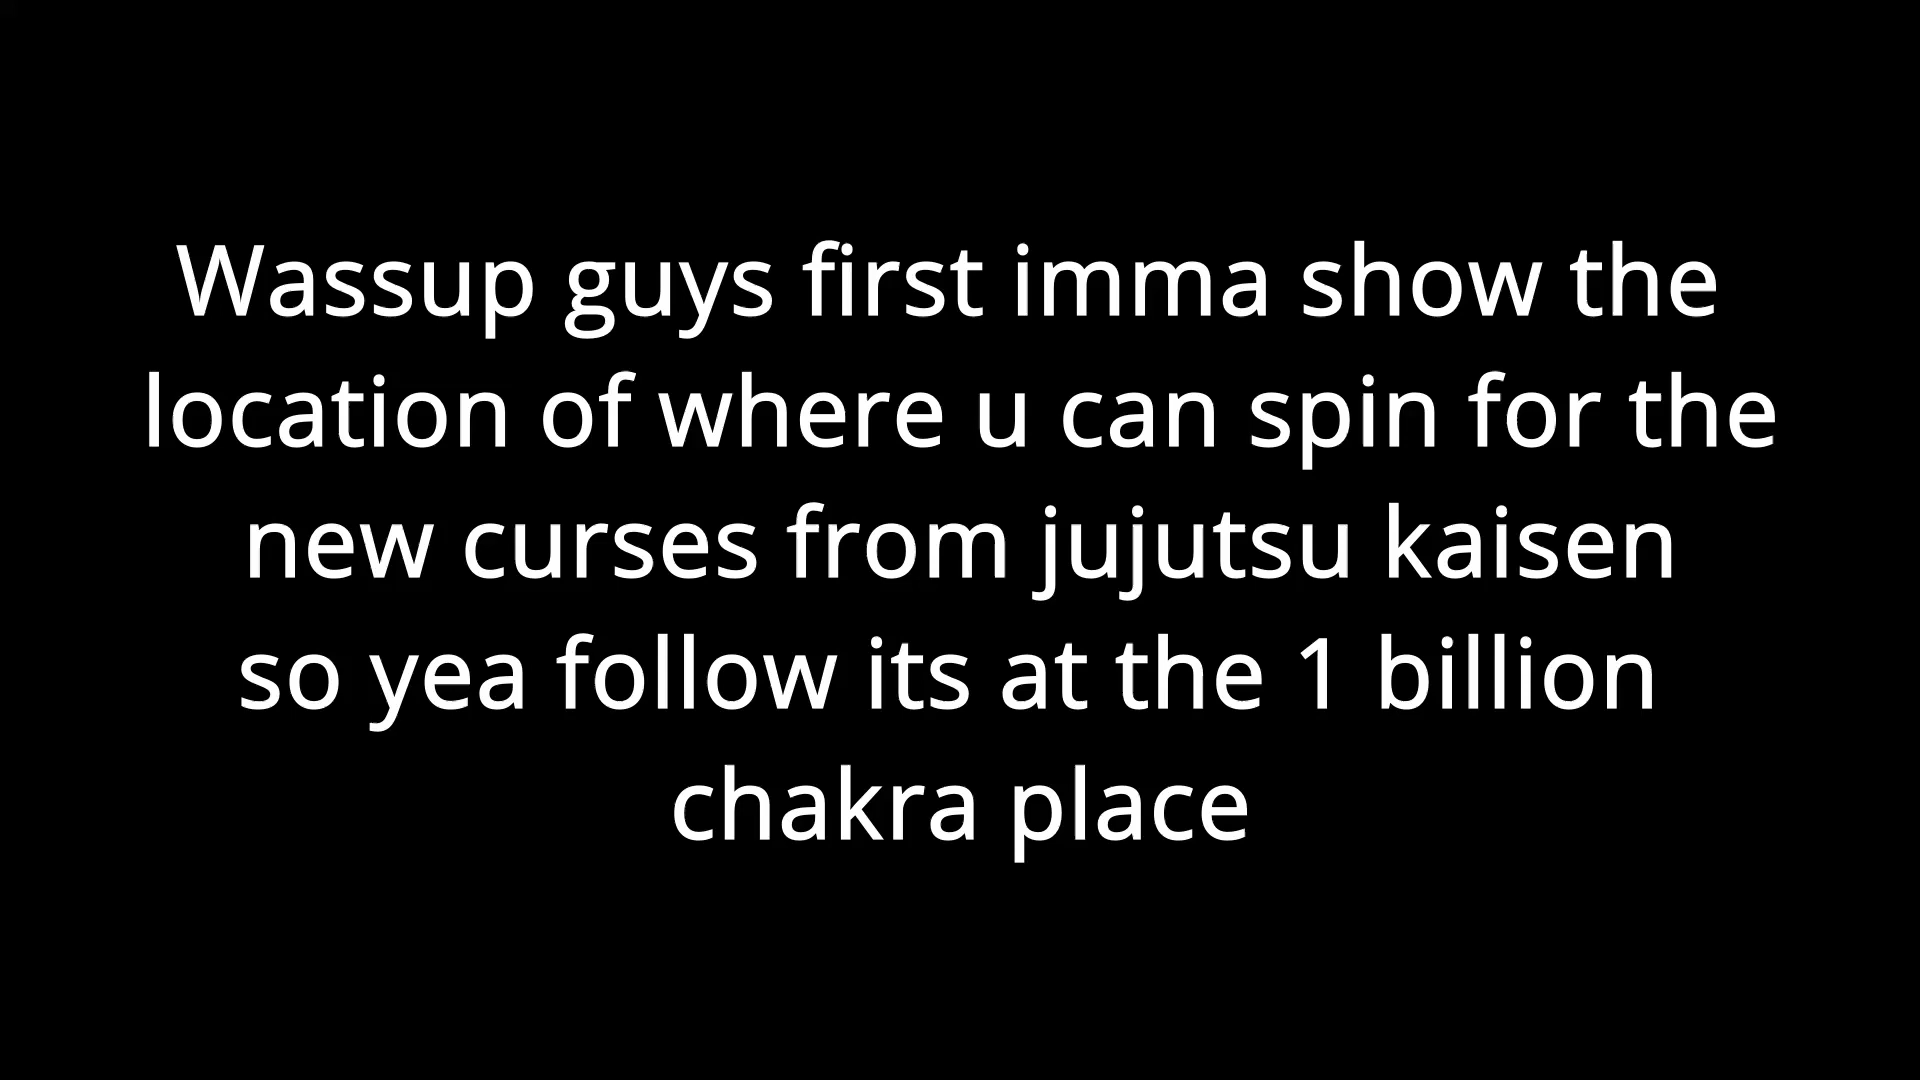 Wassup guys first imma show the
location of where u can spin for the
new curses from jujutsu kaisen
so yea follow its at the 1 billion
chakra place